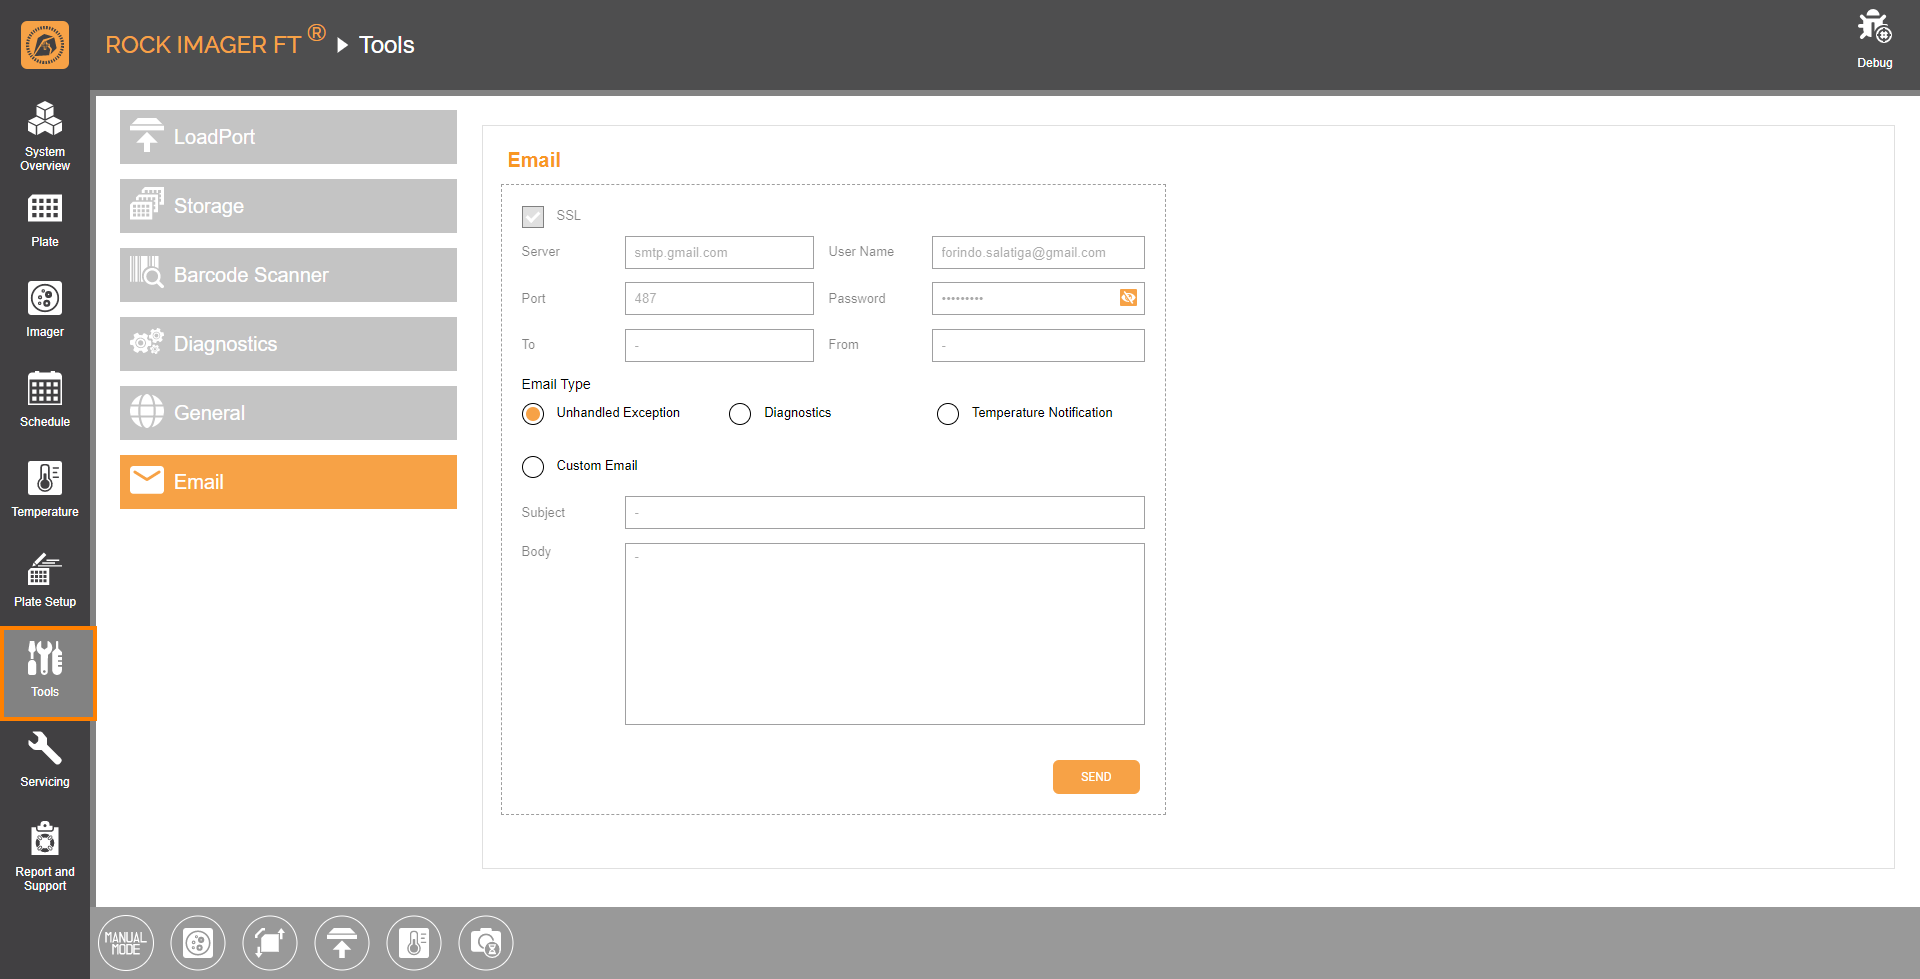 ROCK IMAGER FT ® Tools
Debug
System
Overview
Plate
Imager
Schedule
Temperature
Plate Setup
Tools
Servicing
Report and
Support
LoadPort
Storage
Barcode Scanner
Diagnostics
General
Email
Email
SSL
Server smtp.gmail.com User Name forindo.salatiga@gmail.com
Port 487 Password •••••••••
To - From -
Email Type
Unhandled Exception Diagnostics Temperature Notification
Custom Email
Subject -
Body -
SEND
MANUAL
MODE